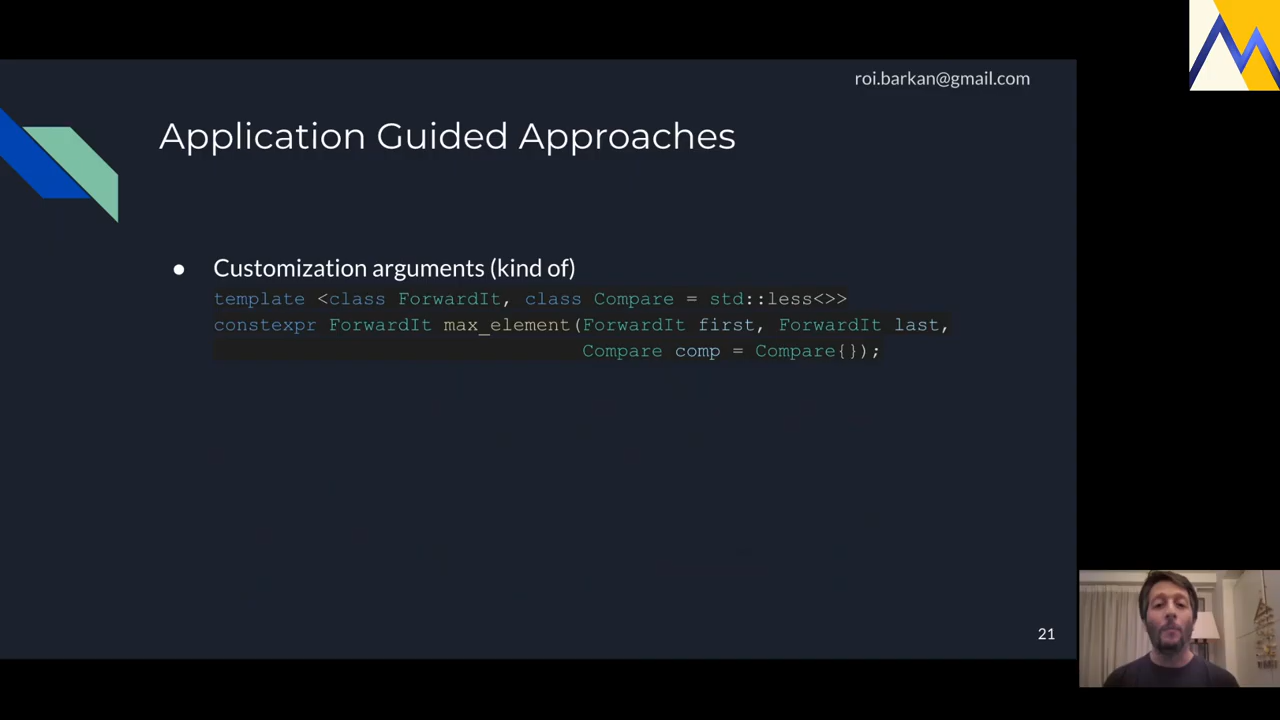 roi.barkan@gmail.com
Application Guided Approaches
● Customization arguments (kind of)
template <class ForwardIt, class Compare = std::less<>>
constexpr ForwardIt max_element(ForwardIt first, ForwardIt last,
Compare comp = Compare{});
21